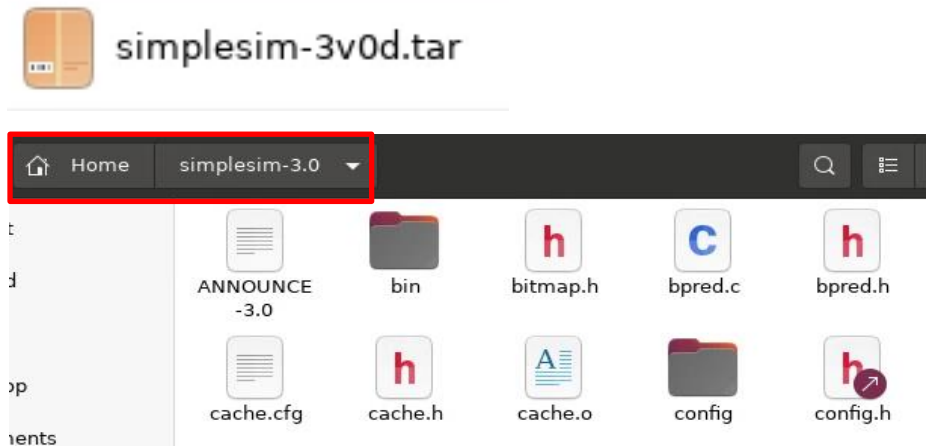 simplesim-3v0d.tar
Home simplesim-3.0
ANNOUNCE
-3.0
bin
bitmap.h
bpred.c
bpred.h
cache.cfg
cache.h
cache.o
config
config.h